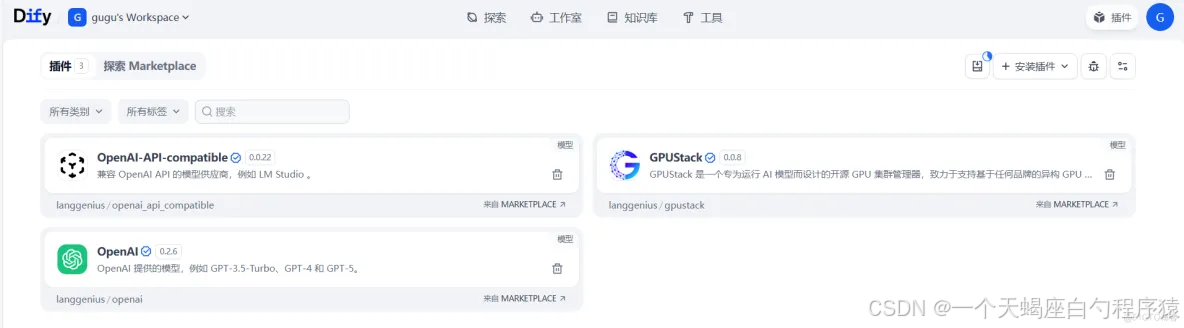 Dify / G gugu's Workspace 探索 工作室 知识库 工具 插件 G
插件 3 探索 Marketplace 安装插件
所有类别 所有标签 搜索
模型
OpenAI-API-compatible 0.0.22
兼容 OpenAI API 的模型供应商，例如 LM Studio 。
langgenius / openai_api_compatible 来自 MARKETPLACE
模型
GPUStack 0.0.8
GPUStack 是一个专为运行 AI 模型而设计的开源 GPU 集群管理器，致力于支持基于任何品牌的异构 GPU ...
langgenius / gpustack 来自 MARKETPLACE
模型
OpenAI 0.2.6
OpenAI 提供的模型，例如 GPT-3.5-Turbo、GPT-4 和 GPT-5。
langgenius / openai 来自 MARKETPLACE
CSDN @一个天蝎座白勺程序猿